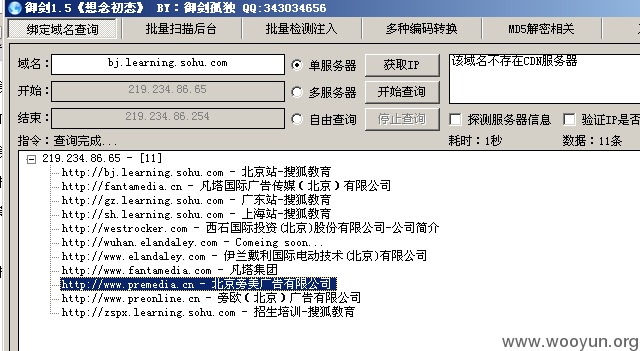 御剑1.5《想念初态》 BY：御剑孤独 QQ:343034656
绑定域名查询 批量扫描后台 批量检测注入 多种编码转换 MD5解密相关
域名： bj.learning.sohu.com 单服务器 获取IP 该域名不存在CDN服务器
开始： 219.234.86.65 多服务器 开始查询
结束： 219.234.86.254 自由查询 停止查询 探测服务器信息 验证IP是否
指令：查询完成... 耗时：1秒 数据：11条
219.234.86.65 - [11]
http://bj.learning.sohu.com - 北京站-搜狐教育
http://fantamedia.cn - 凡塔国际广告传媒（北京）有限公司
http://gz.learning.sohu.com - 广东站-搜狐教育
http://sh.learning.sohu.com - 上海站-搜狐教育
http://westrocker.com - 西石国际投资(北京)股份有限公司-公司简介
http://wuhan.elandaley.com - Comeing soon...
http://www.elandaley.com - 伊兰戴利国际电动技术(北京)有限公司
http://www.fantamedia.com - 凡塔集团
http://www.premedia.cn - 北京旁美广告有限公司
http://www.preonline.cn - 旁欧（北京）广告有限公司
http://zspx.learning.sohu.com - 招生培训-搜狐教育
www.wooyun.org